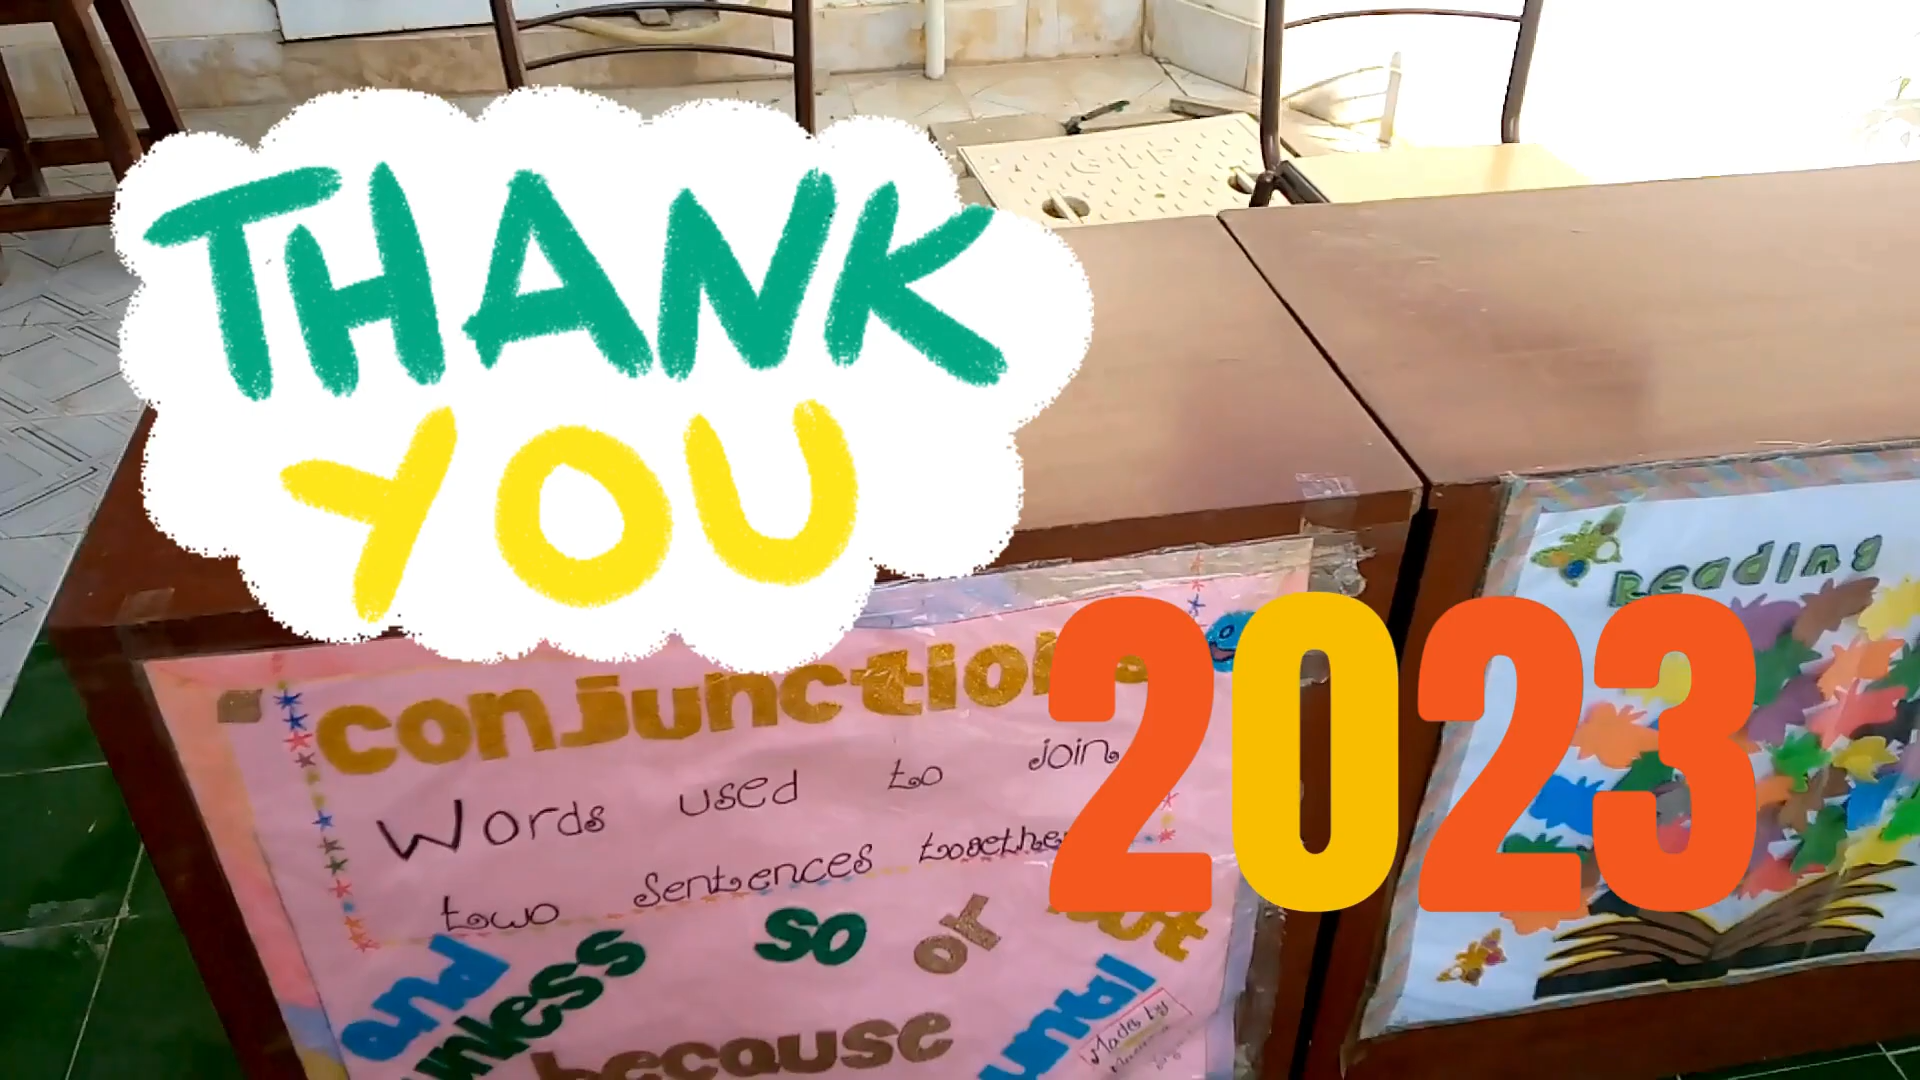 THANK
YOU
2023
Reading
conjunction
Words used to join
two sentences together
and
unless
so
or
but
because
until
Made by